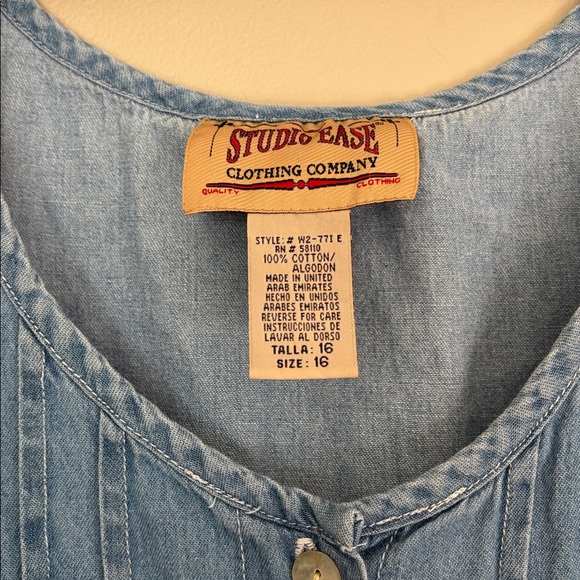 STUDIO EASE
CLOTHING COMPANY
QUALITY CLOTHING
STYLE: # W2-771 E
RN # 58110
100% COTTON/
ALGODON
MADE IN UNITED
ARAB EMIRATES
HECHO EN UNIDOS
ARABES EMIRATOS
REVERSE FOR CARE
INSTRUCCIONES DE
LAVAR AL DORSO
TALLA: 16
SIZE: 16